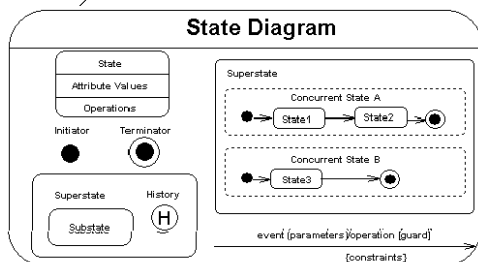 State Diagram
State
Attribute Values
Operations
Initiator
Terminator
Superstate
History
H
Substate
Superstate
Concurrent State A
State1
State2
Concurrent State B
State3
event (parameters)/operation [guard]
{constraints}